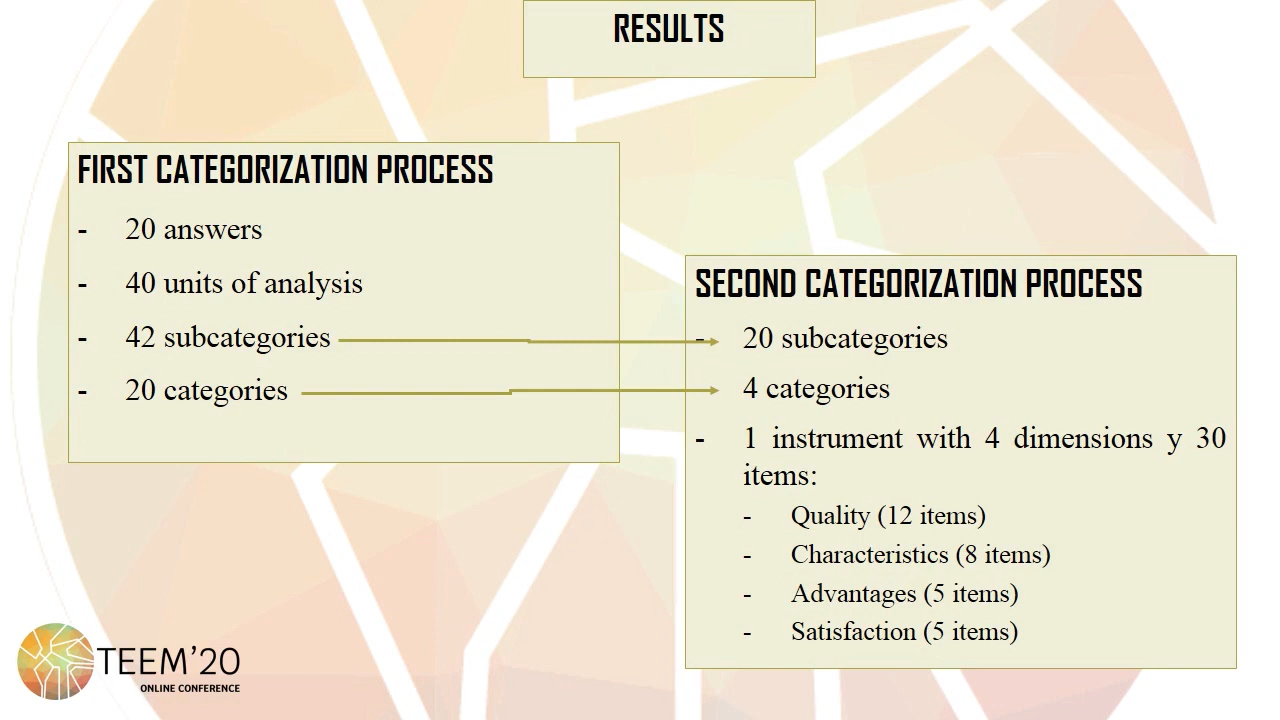 RESULTS
FIRST CATEGORIZATION PROCESS
- 20 answers
- 40 units of analysis
- 42 subcategories
- 20 categories
SECOND CATEGORIZATION PROCESS
- 20 subcategories
4 categories
- 1 instrument with 4 dimensions y 30
items:
- Quality (12 items)
- Characteristics (8 items)
- Advantages (5 items)
- Satisfaction (5 items)
TEEM'20
ONLINE CONFERENCE